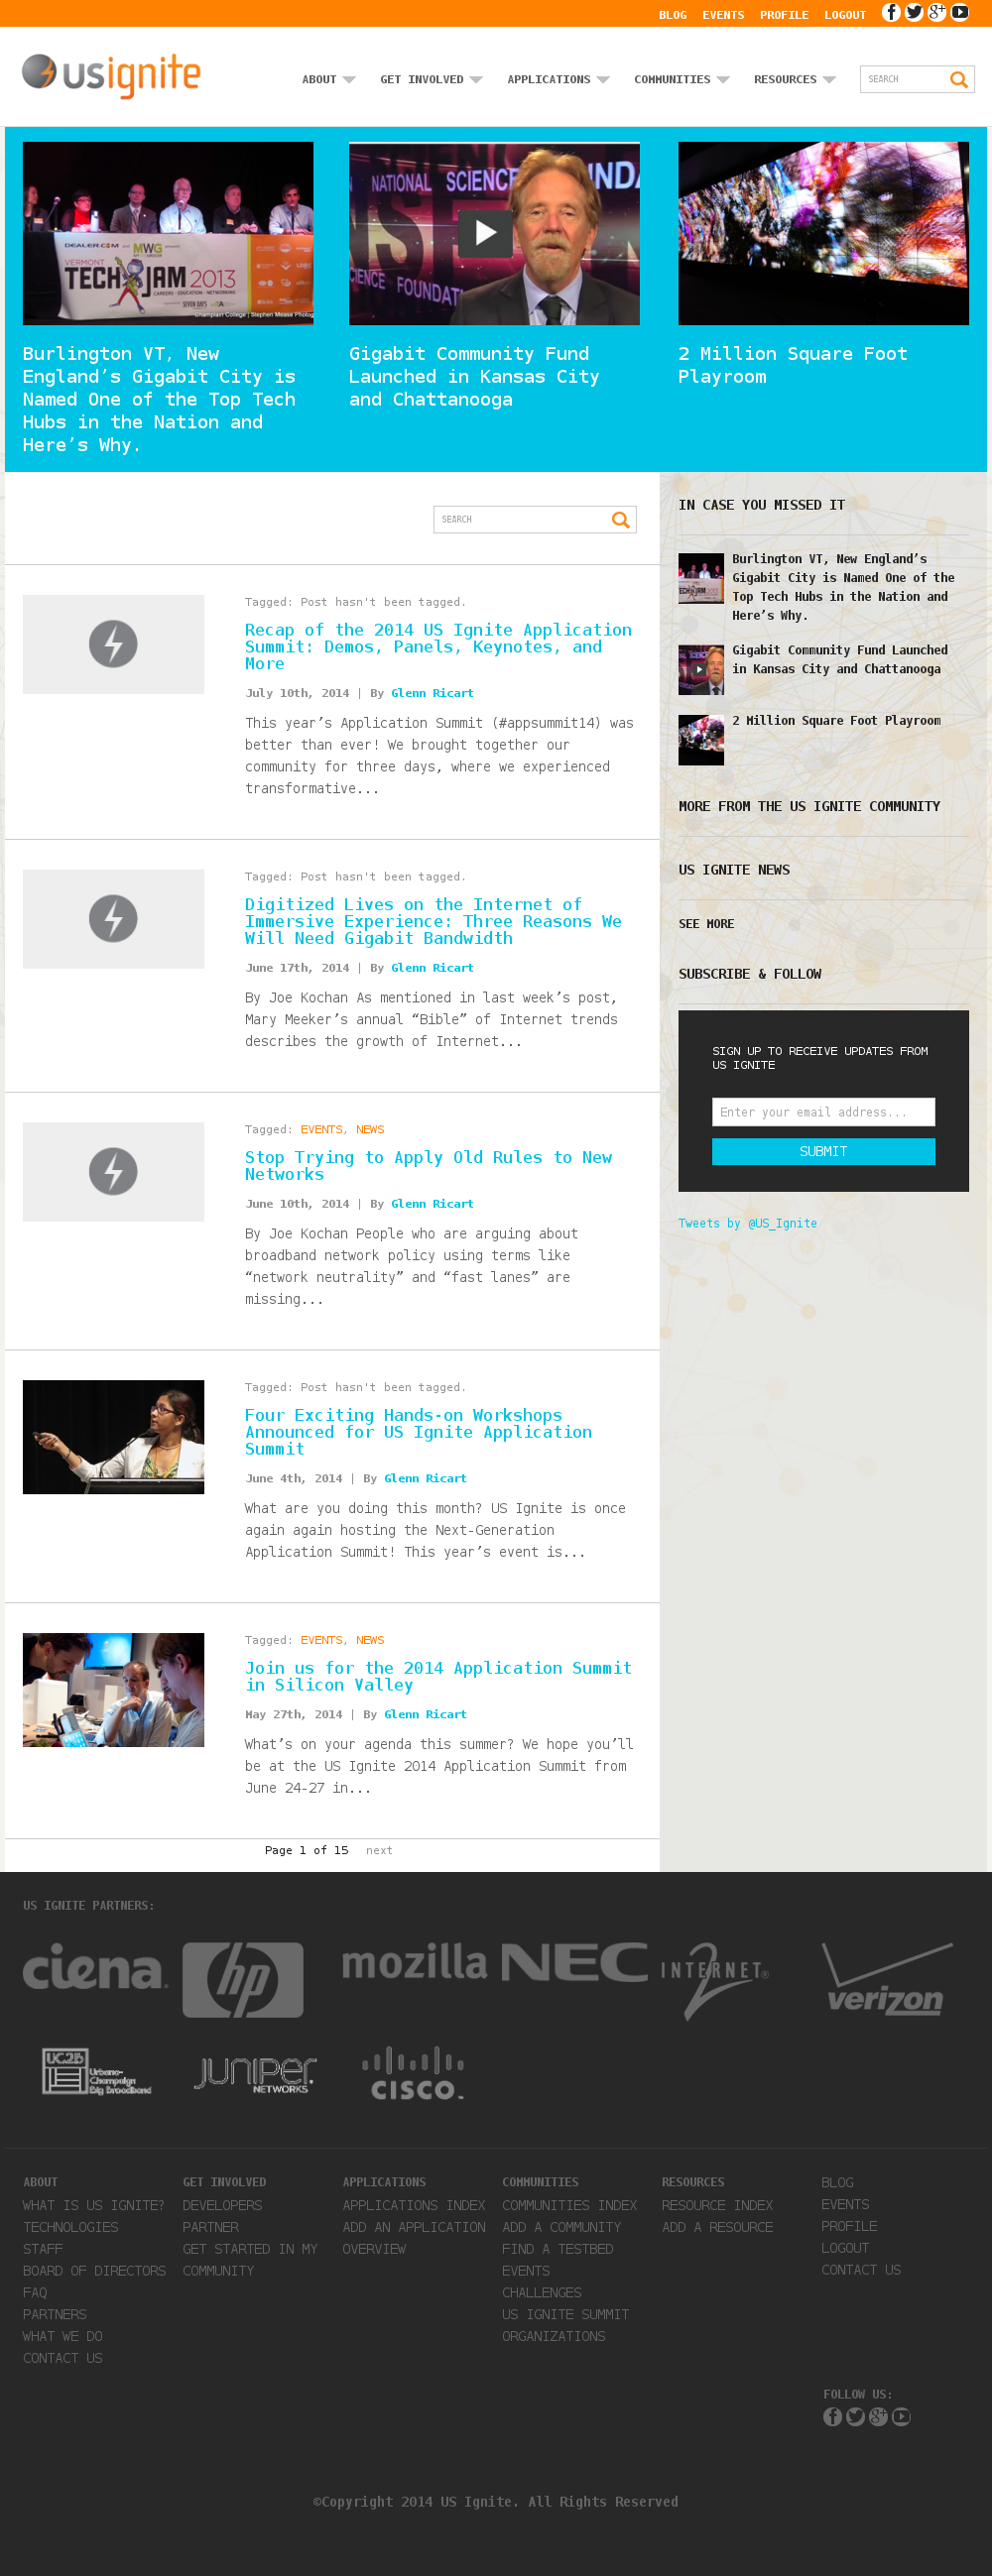 BLOG EVENTS PROFILE LOGOUT
usignite
ABOUT GET INVOLVED APPLICATIONS COMMUNITIES RESOURCES SEARCH
DEALER.COM MWG
VERMONT TECH JAM 2013
CAREERS · EDUCATION · NETWORKING
SEVEN DAYS
Champlain College | Stephen Mease Photog
NATIONAL SCIENCE FOUNDA
SCIENCE FOUNDAT
Burlington VT, New
England’s Gigabit City is
Named One of the Top Tech
Hubs in the Nation and
Here’s Why.
Gigabit Community Fund
Launched in Kansas City
and Chattanooga
2 Million Square Foot
Playroom
SEARCH
Tagged: Post hasn't been tagged.
Recap of the 2014 US Ignite Application
Summit: Demos, Panels, Keynotes, and
More
July 10th, 2014 | By Glenn Ricart
This year’s Application Summit (#appsummit14) was
better than ever! We brought together our
community for three days, where we experienced
transformative...
Tagged: Post hasn't been tagged.
Digitized Lives on the Internet of
Immersive Experience: Three Reasons We
Will Need Gigabit Bandwidth
June 17th, 2014 | By Glenn Ricart
By Joe Kochan As mentioned in last week’s post,
Mary Meeker’s annual “Bible” of Internet trends
describes the growth of Internet...
Tagged: EVENTS, NEWS
Stop Trying to Apply Old Rules to New
Networks
June 10th, 2014 | By Glenn Ricart
By Joe Kochan People who are arguing about
broadband network policy using terms like
“network neutrality” and “fast lanes” are
missing...
Tagged: Post hasn't been tagged.
Four Exciting Hands-on Workshops
Announced for US Ignite Application
Summit
June 4th, 2014 | By Glenn Ricart
What are you doing this month? US Ignite is once
again again hosting the Next-Generation
Application Summit! This year’s event is...
Tagged: EVENTS, NEWS
Join us for the 2014 Application Summit
in Silicon Valley
May 27th, 2014 | By Glenn Ricart
What’s on your agenda this summer? We hope you’ll
be at the US Ignite 2014 Application Summit from
June 24-27 in...
Page 1 of 15 next
IN CASE YOU MISSED IT
Burlington VT, New England’s
Gigabit City is Named One of the
Top Tech Hubs in the Nation and
Here’s Why.
Gigabit Community Fund Launched
in Kansas City and Chattanooga
2 Million Square Foot Playroom
MORE FROM THE US IGNITE COMMUNITY
US IGNITE NEWS
SEE MORE
SUBSCRIBE & FOLLOW
SIGN UP TO RECEIVE UPDATES FROM
US IGNITE
Enter your email address...
SUBMIT
Tweets by @US_Ignite
US IGNITE PARTNERS:
ciena. hp mozilla NEC INTERNET2® verizon
UC2B Urbana-Champaign Big Broadband
JUNIPER NETWORKS
CISCO.
ABOUT
WHAT IS US IGNITE?
TECHNOLOGIES
STAFF
BOARD OF DIRECTORS
FAQ
PARTNERS
WHAT WE DO
CONTACT US
GET INVOLVED
DEVELOPERS
PARTNER
GET STARTED IN MY
COMMUNITY
APPLICATIONS
APPLICATIONS INDEX
ADD AN APPLICATION
OVERVIEW
COMMUNITIES
COMMUNITIES INDEX
ADD A COMMUNITY
FIND A TESTBED
EVENTS
CHALLENGES
US IGNITE SUMMIT
ORGANIZATIONS
RESOURCES
RESOURCE INDEX
ADD A RESOURCE
BLOG
EVENTS
PROFILE
LOGOUT
CONTACT US
FOLLOW US:
©Copyright 2014 US Ignite. All Rights Reserved